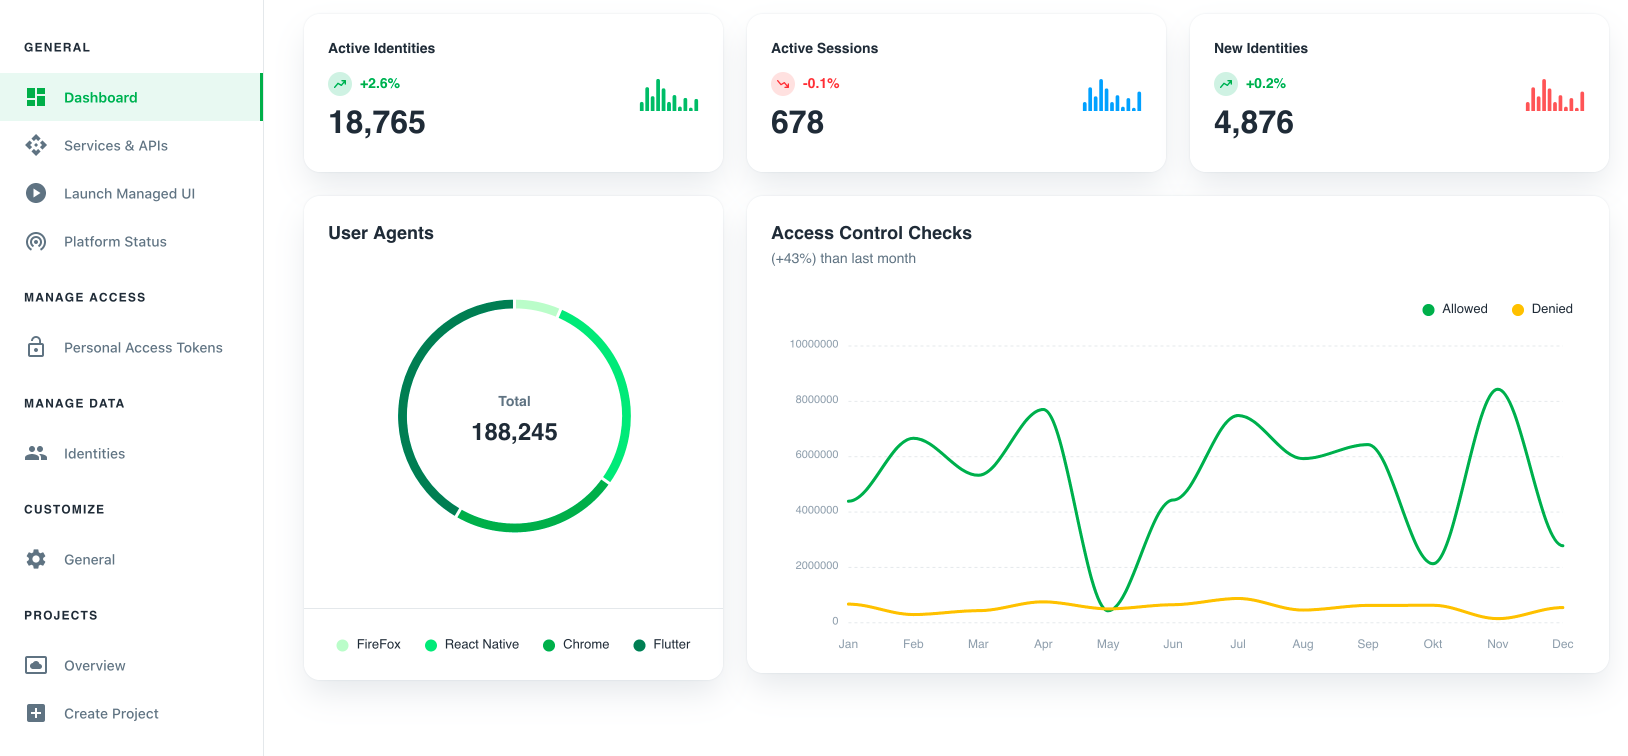 GENERAL
Dashboard
Services & APIs
Launch Managed UI
Platform Status
MANAGE ACCESS
Personal Access Tokens
MANAGE DATA
Identities
CUSTOMIZE
General
PROJECTS
Overview
Create Project
Active Identities
+2.6%
18,765
Active Sessions
-0.1%
678
New Identities
+0.2%
4,876
User Agents
Total
188,245
FireFox
React Native
Chrome
Flutter
Access Control Checks
(+43%) than last month
Allowed
Denied
10000000
8000000
6000000
4000000
2000000
0
Jan Feb Mar Apr May Jun Jul Aug Sep Okt Nov Dec